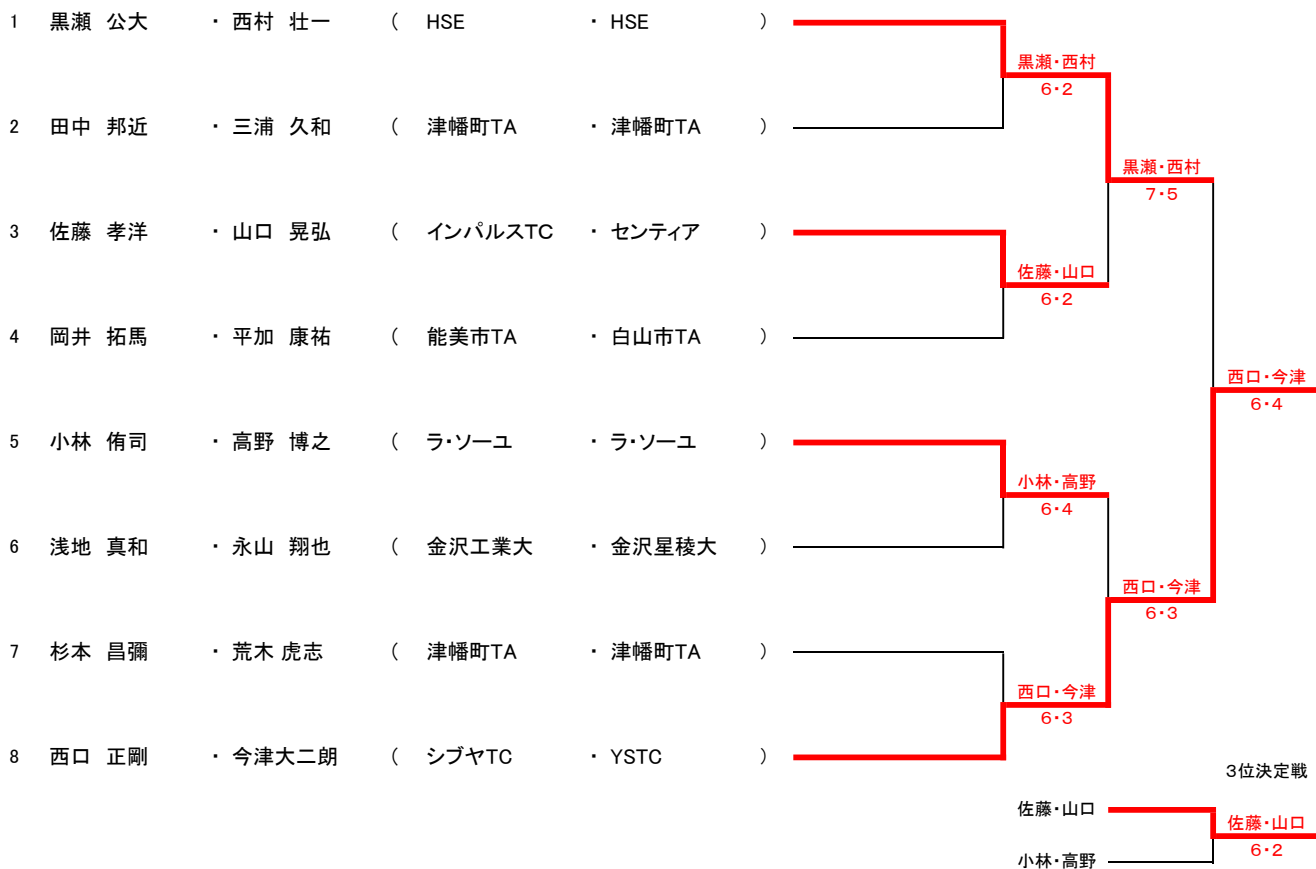 1 黒瀬 公大 ・ 西村 壮一 ( HSE ・ HSE )
黒瀬・西村
6・2
2 田中 邦近 ・ 三浦 久和 ( 津幡町TA ・ 津幡町TA )
黒瀬・西村
7・5
3 佐藤 孝洋 ・ 山口 晃弘 ( インパルスTC ・ センティア )
佐藤・山口
6・2
4 岡井 拓馬 ・ 平加 康祐 ( 能美市TA ・ 白山市TA )
西口・今津
6・4
5 小林 侑司 ・ 高野 博之 ( ラ・ソーユ ・ ラ・ソーユ )
小林・高野
6・4
6 浅地 真和 ・ 永山 翔也 ( 金沢工業大 ・ 金沢星稜大 )
西口・今津
6・3
7 杉本 昌彌 ・ 荒木 虎志 ( 津幡町TA ・ 津幡町TA )
西口・今津
6・3
8 西口 正剛 ・ 今津大二朗 ( シブヤTC ・ YSTC )
3位決定戦
佐藤・山口
佐藤・山口
6・2
小林・高野